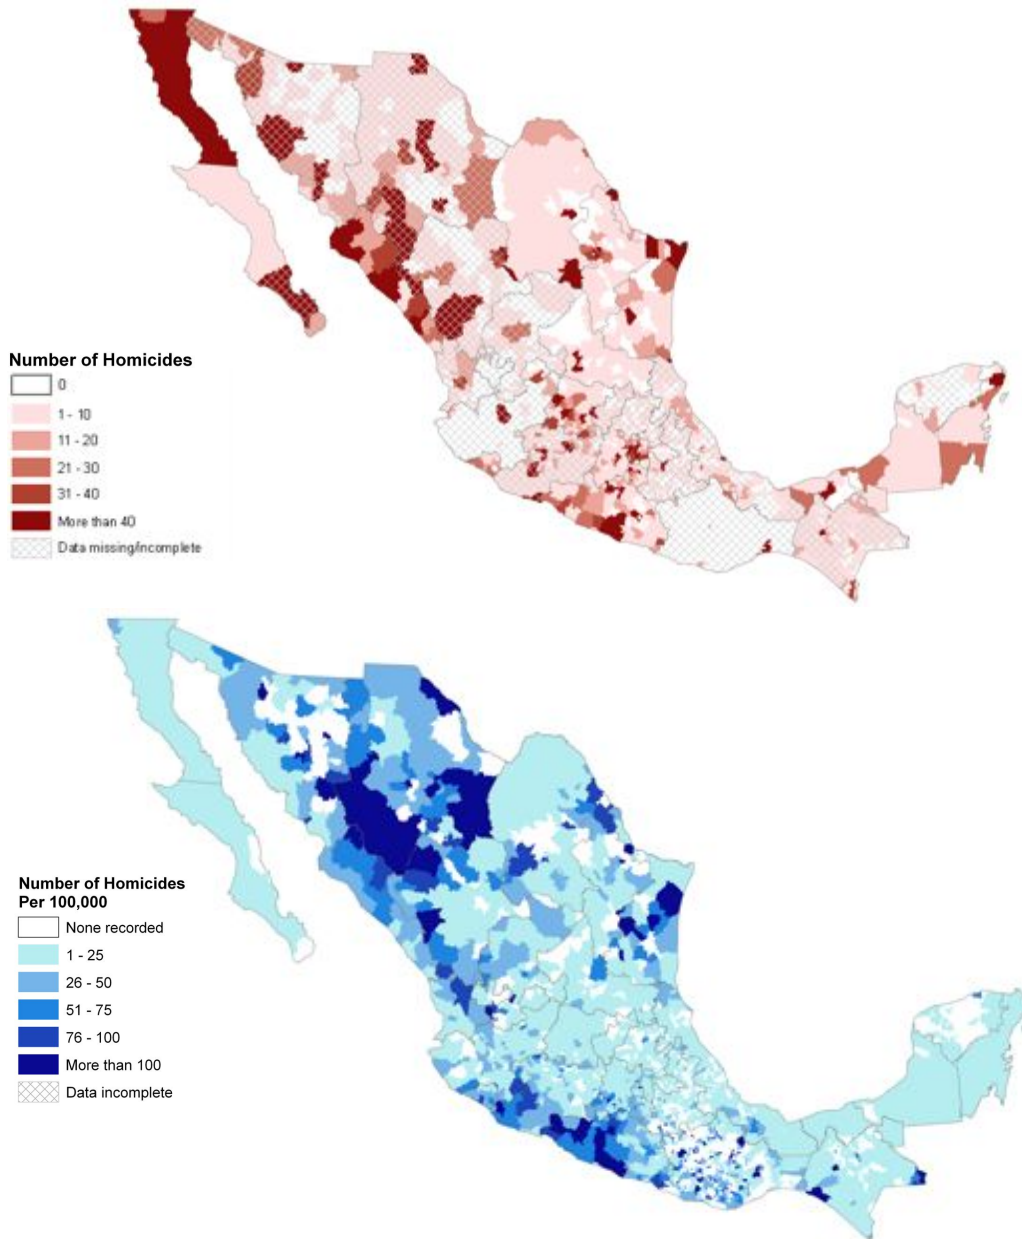 Number of Homicides
0
1 - 10
11 - 20
21 - 30
31 - 40
More than 40
Data missing/incomplete
Number of Homicides
Per 100,000
None recorded
1 - 25
26 - 50
51 - 75
76 - 100
More than 100
Data incomplete